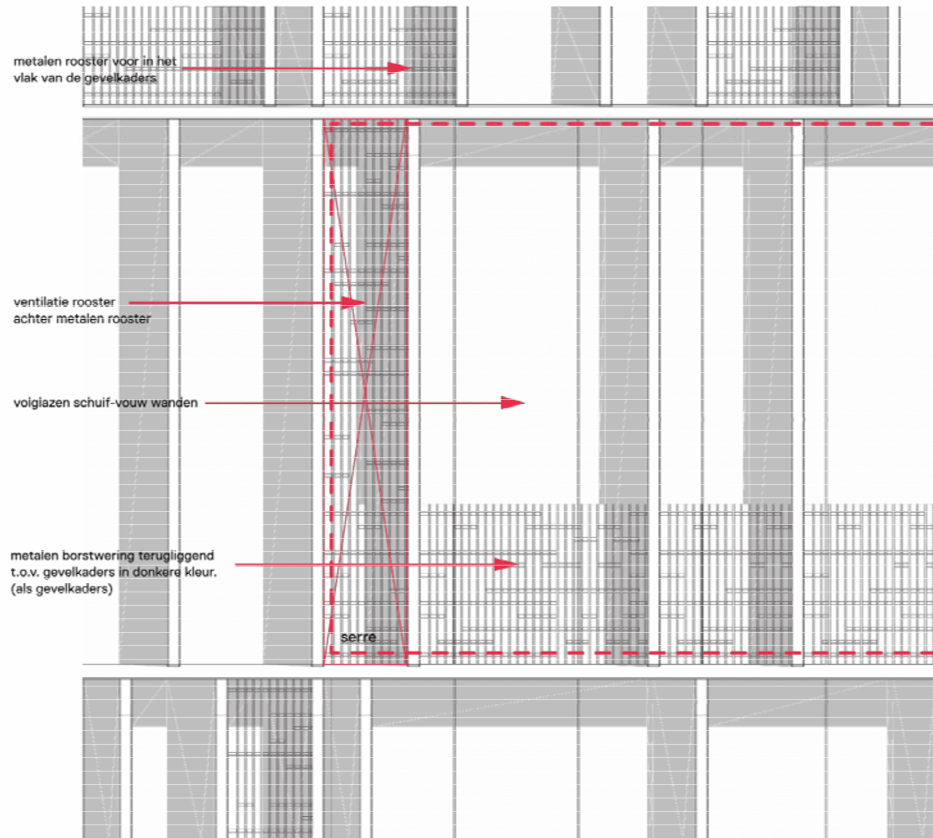 metalen rooster voor in het
vlak van de gevelkaders
ventilatie rooster
achter metalen rooster
volglazen schuif-vouw wanden
metalen borstwering terugliggend
t.o.v. gevelkaders in donkere kleur.
(als gevelkaders)
serre